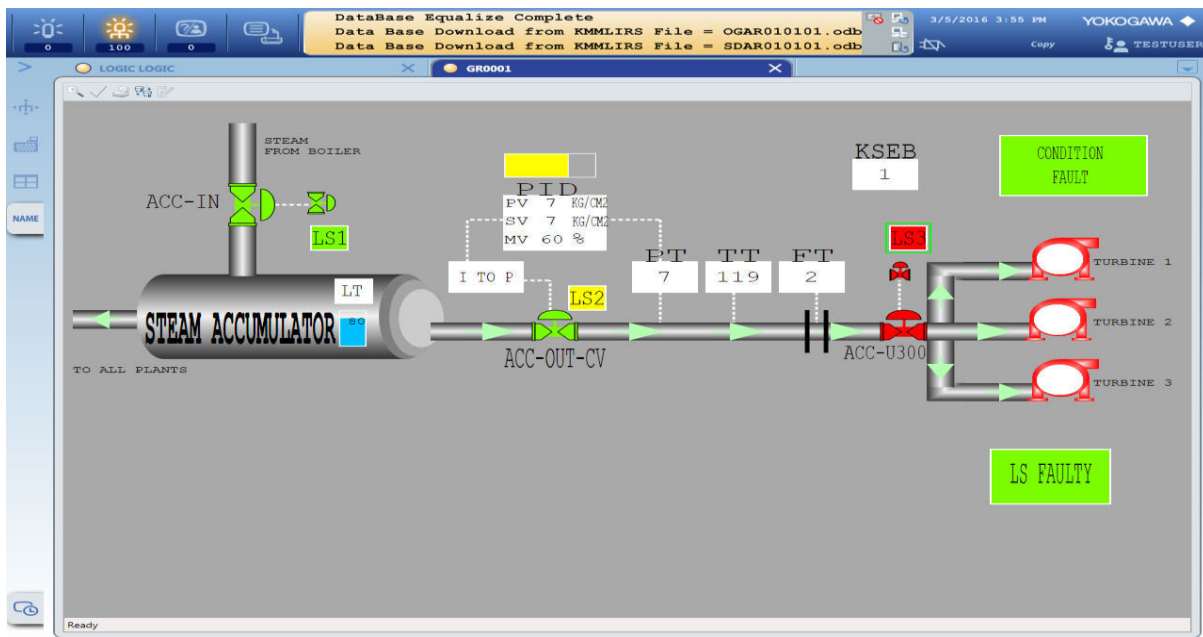 DataBase Equalize Complete
Data Base Download from KMMLIRS File = OGAR010101.odb
Data Base Download from KMMLIRS File = SDAR010101.odb
3/5/2016 3:55 PM
YOKOGAWA
0
100
0
Copy
TESTUSER
LOGIC LOGIC
GR0001
NAME
STEAM
FROM BOILER
KSEB
1
CONDITION
FAULT
ACC-IN
LS1
PID
PV 7 KG/CM2
SV 7 KG/CM2
MV 60 %
LS3
PT
7
TT
119
FT
2
TURBINE 1
I TO P
LS2
LT
80
STEAM ACCUMULATOR
TURBINE 2
ACC-OUT-CV
ACC-U300
TO ALL PLANTS
TURBINE 3
LS FAULTY
Ready